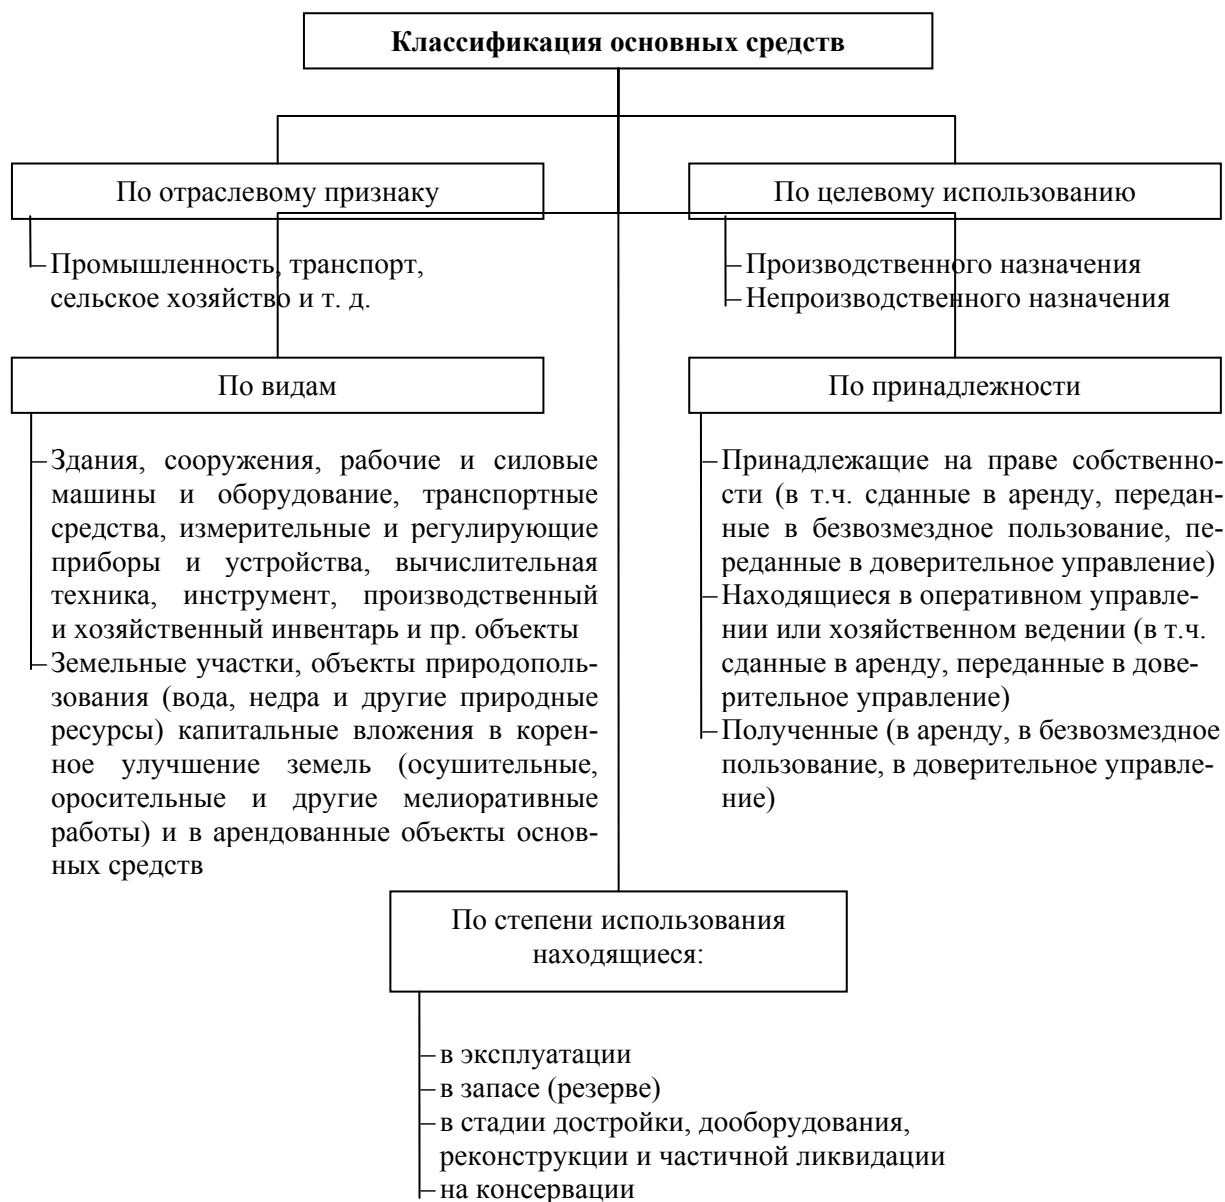 Классификация основных средств
По отраслевому признаку
Промышленность, транспорт,
сельское хозяйство и т. д.
По целевому использованию
Производственного назначения
Непроизводственного назначения
По видам
Здания, сооружения, рабочие и силовые
машины и оборудование, транспортные
средства, измерительные и регулирующие
приборы и устройства, вычислительная
техника, инструмент, производственный
и хозяйственный инвентарь и пр. объекты
Земельные участки, объекты природополь-
зования (вода, недра и другие природные
ресурсы) капитальные вложения в корен-
ное улучшение земель (осушительные,
оросительные и другие мелиоративные
работы) и в арендованные объекты основ-
ных средств
По принадлежности
Принадлежащие на праве собственно-
сти (в т.ч. сданные в аренду, передан-
ные в безвозмездное пользование, пе-
реданные в доверительное управление)
Находящиеся в оперативном управле-
нии или хозяйственном ведении (в т.ч.
сданные в аренду, переданные в дове-
рительное управление)
Полученные (в аренду, в безвозмездное
пользование, в доверительное управле-
ние)
По степени использования
находящиеся:
в эксплуатации
в запасе (резерве)
в стадии достройки, дооборудования,
реконструкции и частичной ликвидации
на консервации